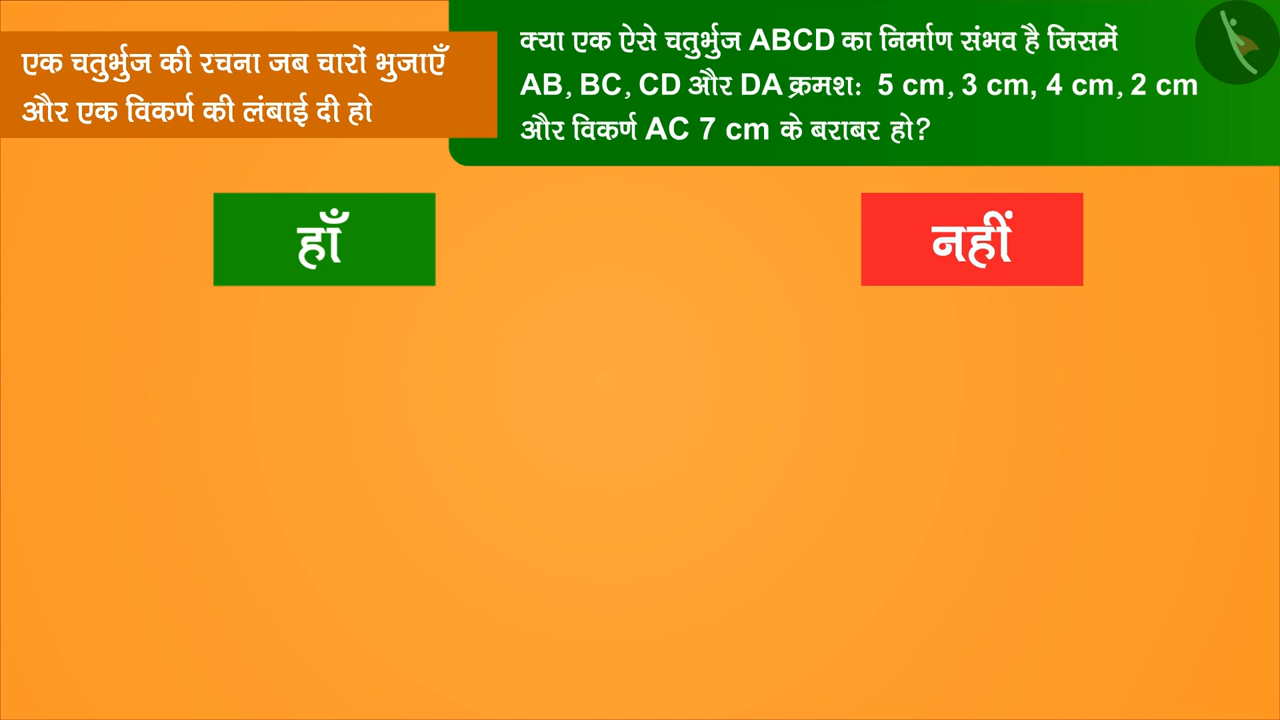 एक चतुर्भुज की रचना जब चारों भुजाएँ
और एक विकर्ण की लंबाई दी हो
क्या एक ऐसे चतुर्भुज ABCD का निर्माण संभव है जिसमें
AB, BC, CD और DA क्रमशः 5 cm, 3 cm, 4 cm, 2 cm
और विकर्ण AC 7 cm के बराबर हो?
हाँ
नहीं